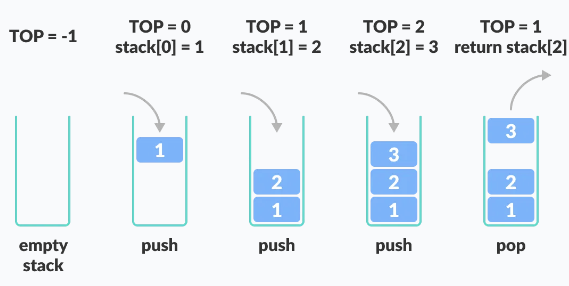 TOP = -1
TOP = 0
stack[0] = 1
TOP = 1
stack[1] = 2
TOP = 2
stack[2] = 3
TOP = 1
return stack[2]
1
2
1
3
2
1
3
2
1
empty
stack
push
push
push
pop